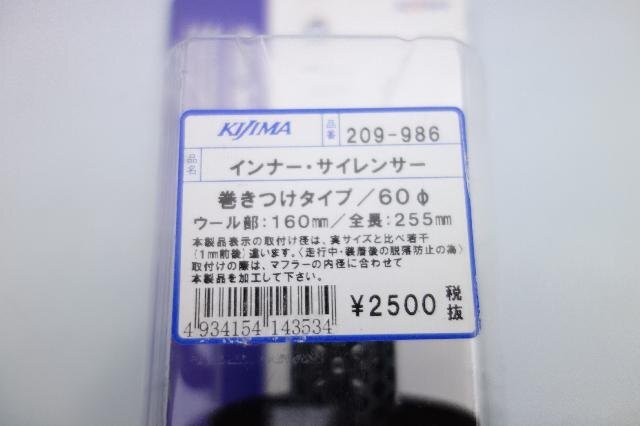 KIJIMA
品番 209-986
品名 インナー・サイレンサー
巻きつけタイプ/60φ
ウール部:160mm/全長:255mm
本製品表示の取付け径は、実サイズと比べ若干
(1mm前後)違います。(走行中・装着後の脱落防止の為)
取付けの際は、マフラーの内径に合わせて
本製品を加工して下さい。
¥2500 税抜
4 934154 143534